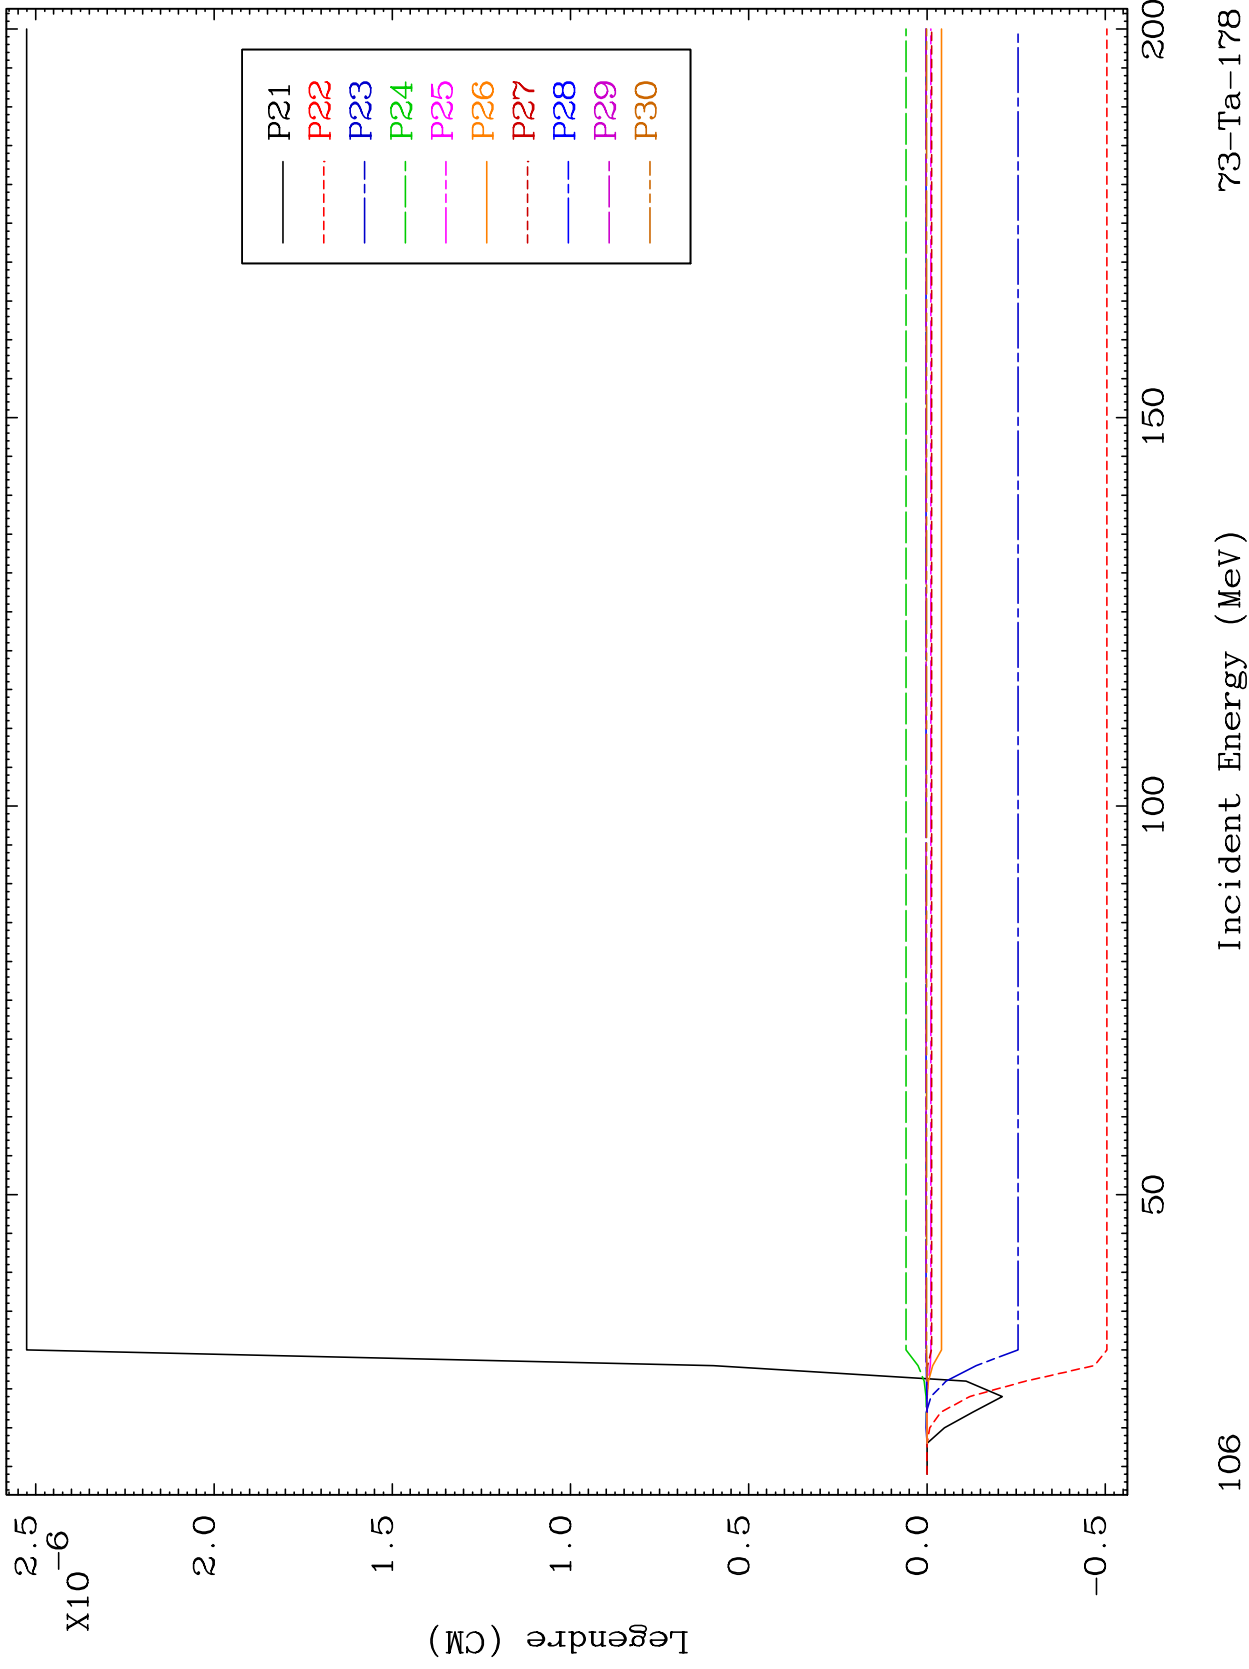 2.5
X10-6
2.0
1.5
1.0
0.5
0.0
-0.5
Legendre (CM)
P21
P22
P23
P24
P25
P26
P27
P28
P29
P30
50
100
150
200
Incident Energy (MeV)
106
73-Ta-178